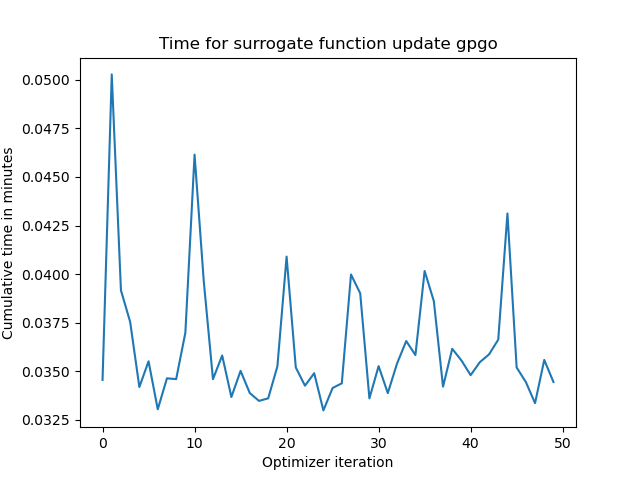 Time for surrogate function update gpgo
0.0500
0.0475
0.0450
0.0425
0.0400
0.0375
0.0350
0.0325
Cumulative time in minutes
0 10 20 30 40 50
Optimizer iteration